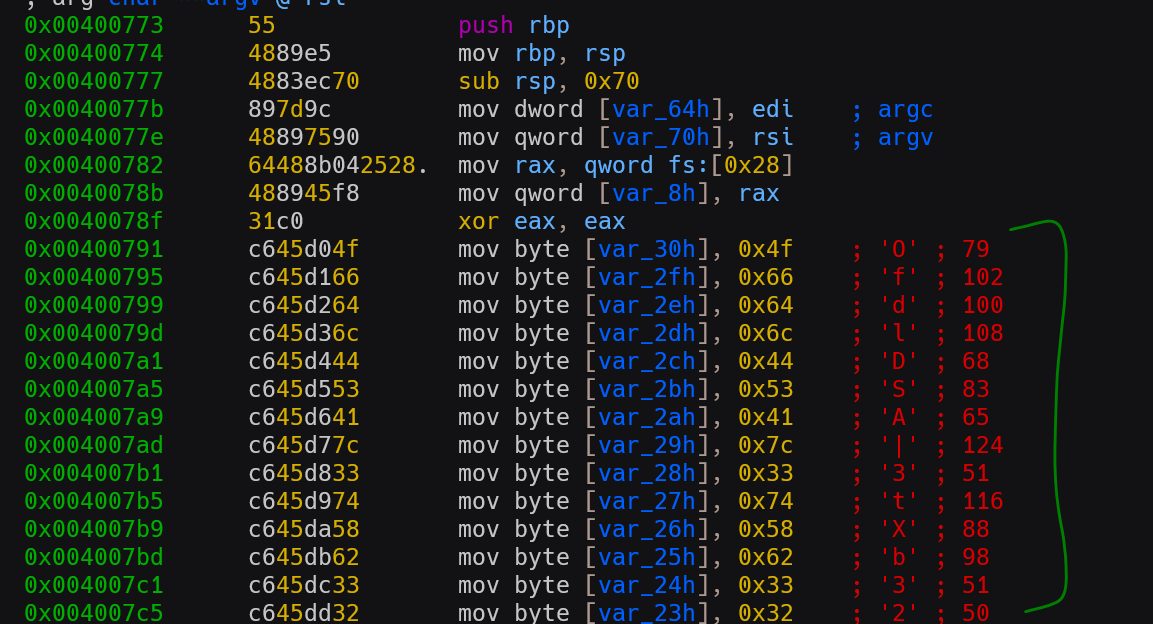 ; arg char **argv @ rsi
0x00400773 55 push rbp
0x00400774 4889e5 mov rbp, rsp
0x00400777 4883ec70 sub rsp, 0x70
0x0040077b 897d9c mov dword [var_64h], edi ; argc
0x0040077e 48897590 mov qword [var_70h], rsi ; argv
0x00400782 64488b042528. mov rax, qword fs:[0x28]
0x0040078b 488945f8 mov qword [var_8h], rax
0x0040078f 31c0 xor eax, eax
0x00400791 c645d04f mov byte [var_30h], 0x4f ; 'O' ; 79
0x00400795 c645d166 mov byte [var_2fh], 0x66 ; 'f' ; 102
0x00400799 c645d264 mov byte [var_2eh], 0x64 ; 'd' ; 100
0x0040079d c645d36c mov byte [var_2dh], 0x6c ; 'l' ; 108
0x004007a1 c645d444 mov byte [var_2ch], 0x44 ; 'D' ; 68
0x004007a5 c645d553 mov byte [var_2bh], 0x53 ; 'S' ; 83
0x004007a9 c645d641 mov byte [var_2ah], 0x41 ; 'A' ; 65
0x004007ad c645d77c mov byte [var_29h], 0x7c ; '|' ; 124
0x004007b1 c645d833 mov byte [var_28h], 0x33 ; '3' ; 51
0x004007b5 c645d974 mov byte [var_27h], 0x74 ; 't' ; 116
0x004007b9 c645da58 mov byte [var_26h], 0x58 ; 'X' ; 88
0x004007bd c645db62 mov byte [var_25h], 0x62 ; 'b' ; 98
0x004007c1 c645dc33 mov byte [var_24h], 0x33 ; '3' ; 51
0x004007c5 c645dd32 mov byte [var_23h], 0x32 ; '2' ; 50